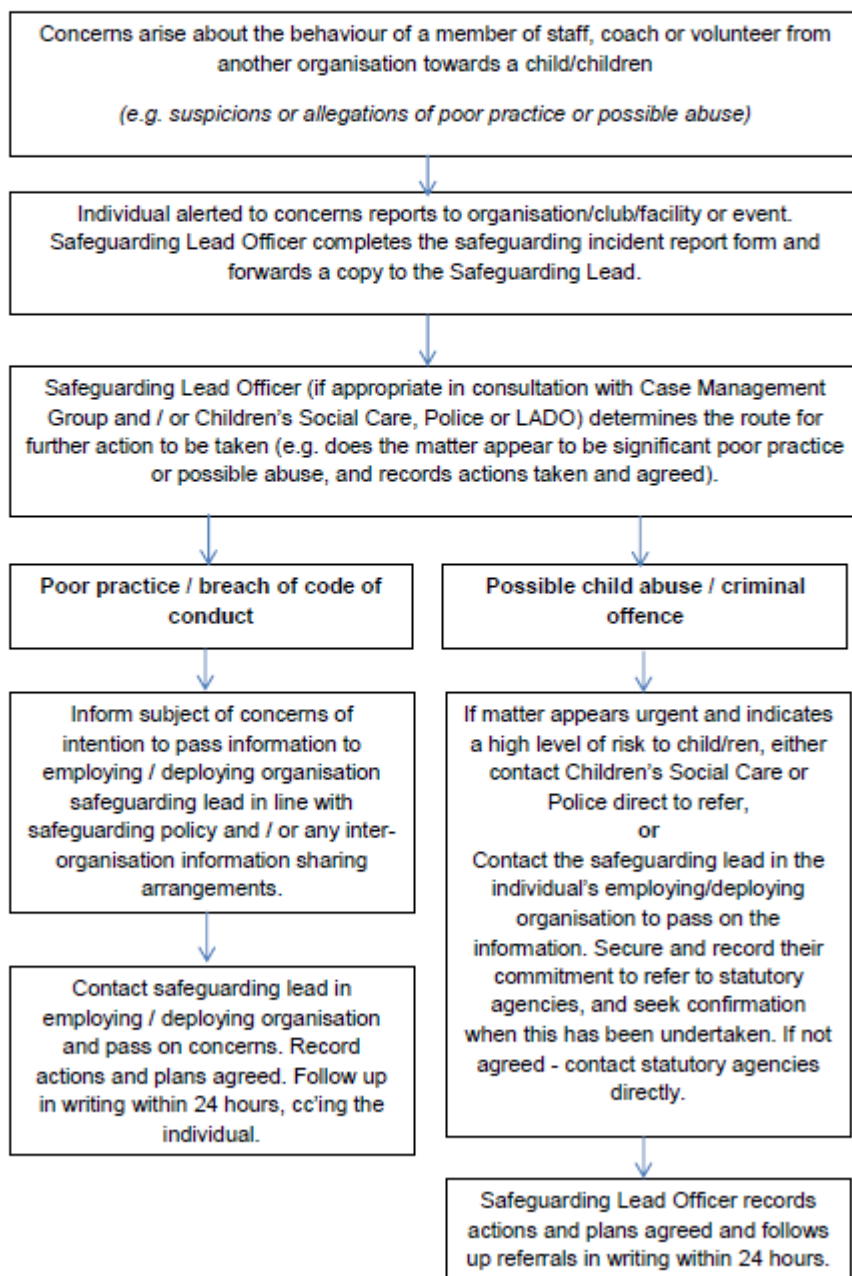 Concerns arise about the behaviour of a member of staff, coach or volunteer from
another organisation towards a child/children
(e.g. suspicions or allegations of poor practice or possible abuse)
Individual alerted to concerns reports to organisation/club/facility or event.
Safeguarding Lead Officer completes the safeguarding incident report form and
forwards a copy to the Safeguarding Lead.
Safeguarding Lead Officer (if appropriate in consultation with Case Management
Group and / or Children's Social Care, Police or LADO) determines the route for
further action to be taken (e.g. does the matter appear to be significant poor practice
or possible abuse, and records actions taken and agreed).
Poor practice / breach of code of
conduct
Inform subject of concerns of
intention to pass information to
employing / deploying organisation
safeguarding lead in line with
safeguarding policy and / or any inter-
organisation information sharing
arrangements.
Contact safeguarding lead in
employing / deploying organisation
and pass on concerns. Record
actions and plans agreed. Follow up
in writing within 24 hours, cc'ing the
individual.
Possible child abuse / criminal
offence
If matter appears urgent and indicates
a high level of risk to child/ren, either
contact Children's Social Care or
Police direct to refer,
or
Contact the safeguarding lead in the
individual's employing/deploying
organisation to pass on the
information. Secure and record their
commitment to refer to statutory
agencies, and seek confirmation
when this has been undertaken. If not
agreed - contact statutory agencies
directly.
Safeguarding Lead Officer records
actions and plans agreed and follows
up referrals in writing within 24 hours.